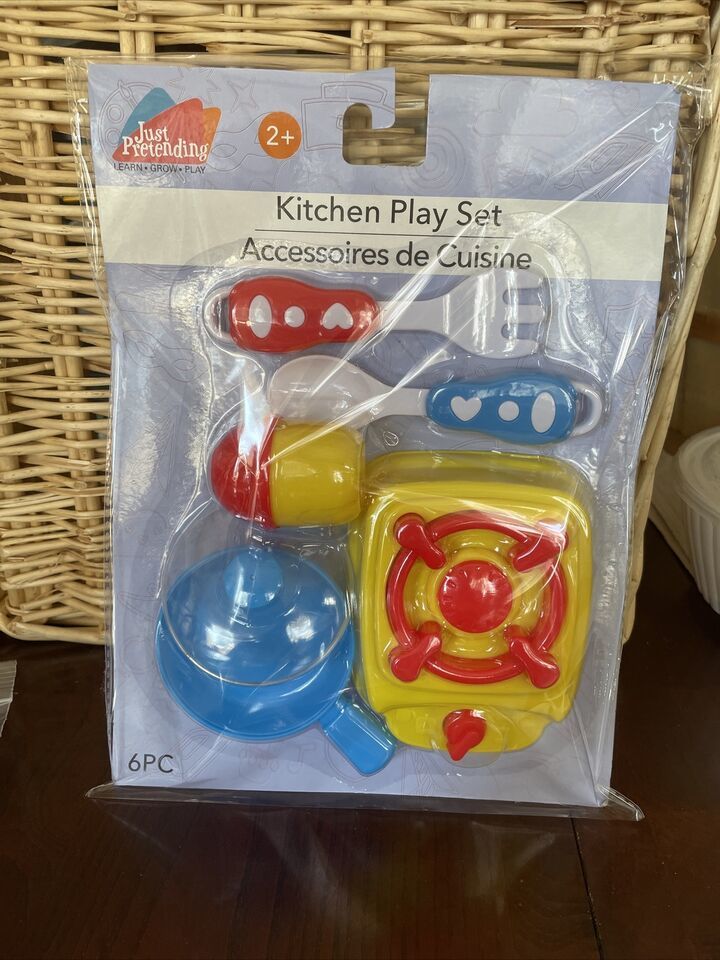 Just
Pretending
LEARN • GROW • PLAY
2+
Kitchen Play Set
Accessoires de Cuisine
6PC